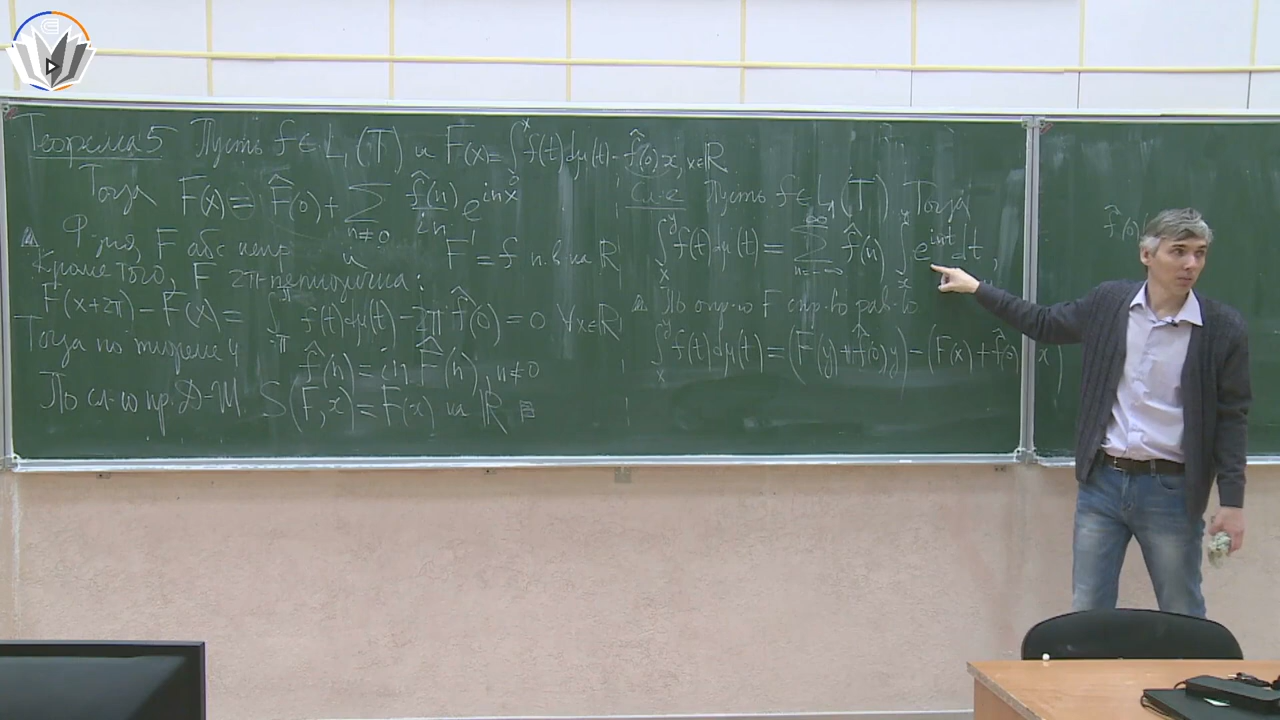 Теорема 5 Пусть f ∈ L₁(T) и F(x) = ∫₀ˣ f(t)dμ(t) − f̂(0)x, x∈ℝ
Тогда F(x) = F̂(0) + ∑_{n≠0} f̂(n)/(in) e^{inx}
Ф-ия F абс непр и F' = f п.в на ℝ
Кроме того, F 2π-периодична:
F(x+2π) − F(x) = ∫_{−π}^{π} f(t)dμ(t) − 2π f̂(0) = 0 ∀x∈ℝ
Тогда по теореме 4 f̂(n) = in F̂(n), n≠0
По сл-ю пр. Д-Ж. S(F,x) = F(x) на ℝ
Сл-е Пусть f ∈ L₁(T). Тогда
∫ₓʸ f(t)dμ(t) = ∑_{n=−∞}^{∞} f̂(n) ∫ₓʸ e^{int} dt,
По опр-ю F спр-во рав-во
∫ₓʸ f(t)dμ(t) = (F(y) + f̂(0)y) − (F(x) + f̂(0)x)
f̂(0)